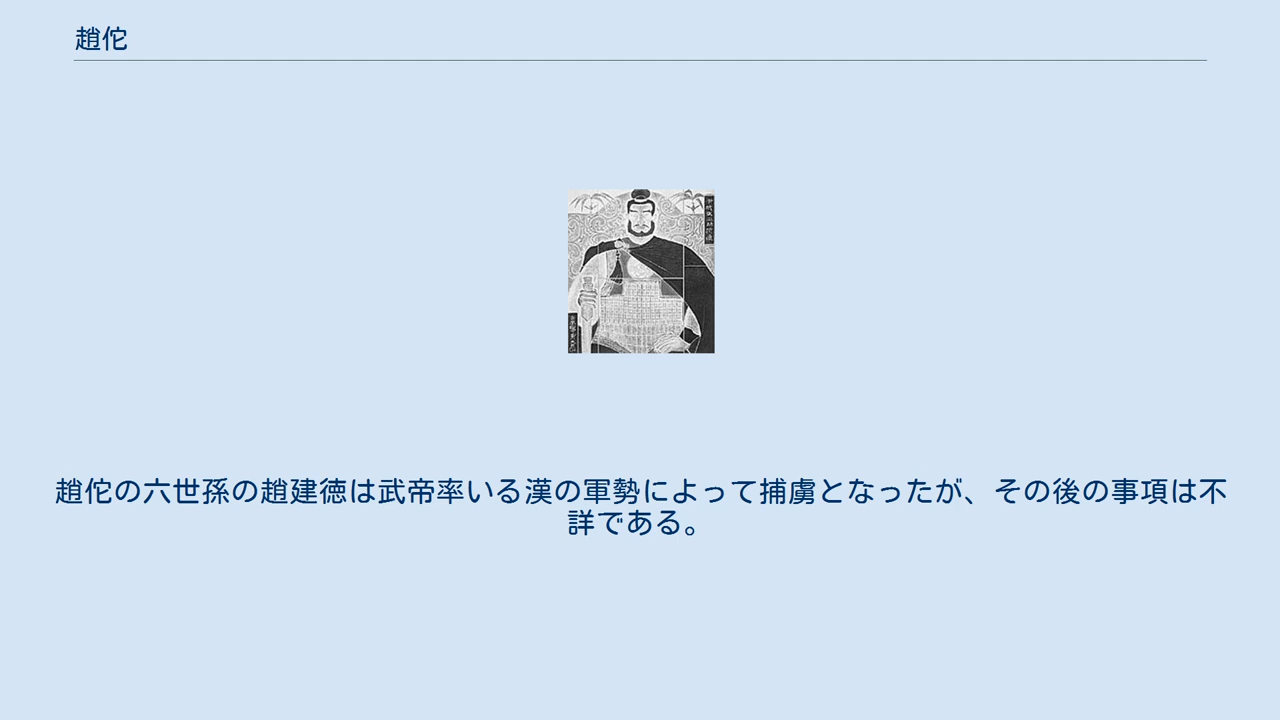 趙佗
趙佗の六世孫の趙建徳は武帝率いる漢の軍勢によって捕虜となったが、その後の事項は不
詳である。